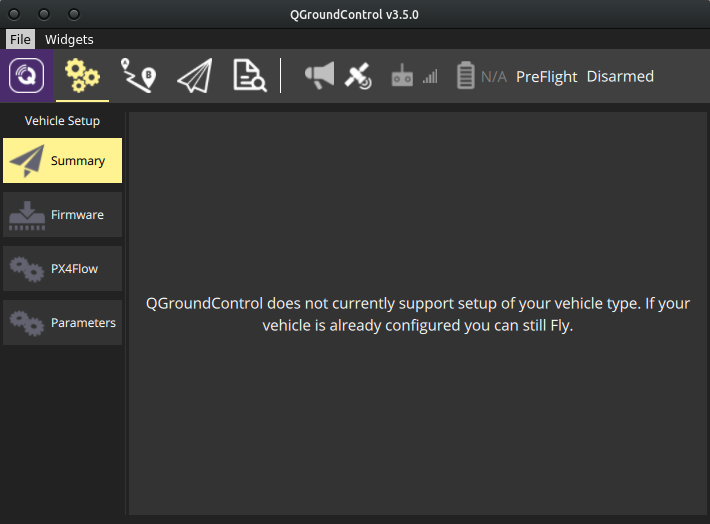 QGroundControl v3.5.0
File Widgets
N/A PreFlight Disarmed
Vehicle Setup
Summary
Firmware
PX4Flow
Parameters
QGroundControl does not currently support setup of your vehicle type. If your
vehicle is already configured you can still Fly.